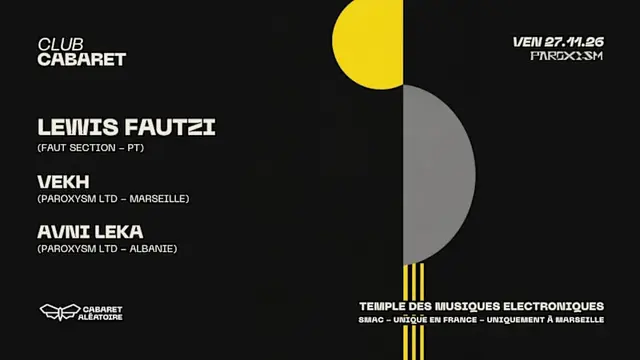 CLUB
CABARET
VEN 27.11.26
PAROXYSM
LEWIS FAUTZI
(FAUT SECTION – PT)
VEKH
(PAROXYSM LTD – MARSEILLE)
AVNI LEKA
(PAROXYSM LTD – ALBANIE)
CABARET
ALÉATOIRE
TEMPLE DES MUSIQUES ELECTRONIQUES
SMAC – UNIQUE EN FRANCE – UNIQUEMENT À MARSEILLE